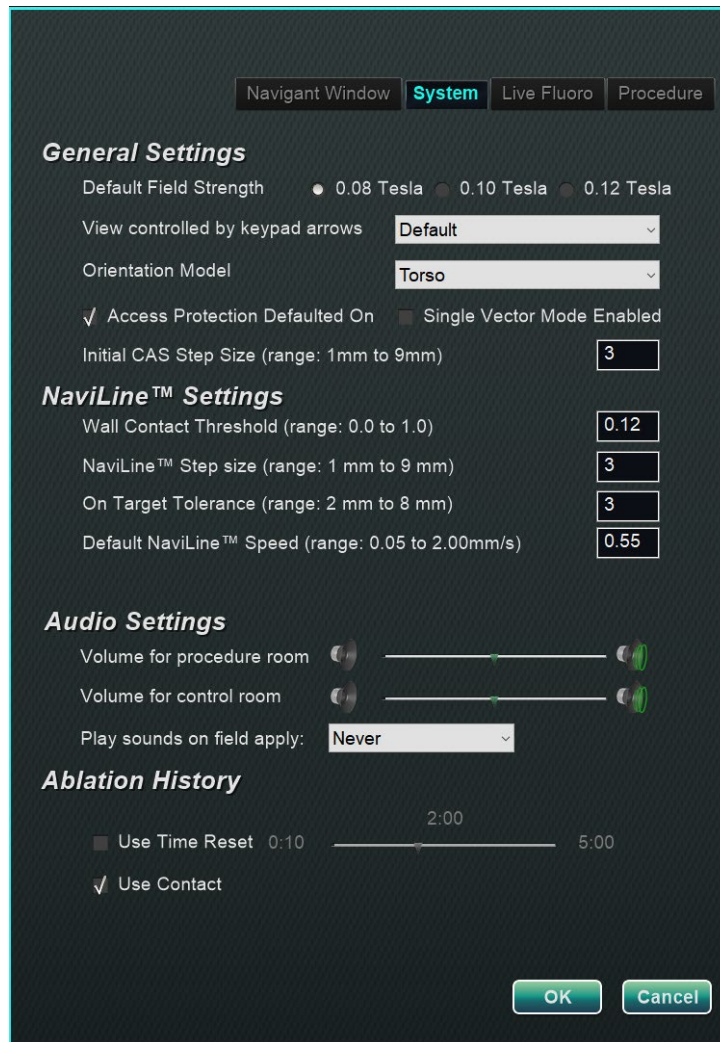 Navigant Window System Live Fluoro Procedure
General Settings
Default Field Strength 0.08 Tesla 0.10 Tesla 0.12 Tesla
View controlled by keypad arrows Default
Orientation Model Torso
Access Protection Defaulted On Single Vector Mode Enabled
Initial CAS Step Size (range: 1mm to 9mm) 3
NaviLine™ Settings
Wall Contact Threshold (range: 0.0 to 1.0) 0.12
NaviLine™ Step size (range: 1 mm to 9 mm) 3
On Target Tolerance (range: 2 mm to 8 mm) 3
Default NaviLine™ Speed (range: 0.05 to 2.00mm/s) 0.55
Audio Settings
Volume for procedure room
Volume for control room
Play sounds on field apply: Never
Ablation History
2:00
Use Time Reset 0:10 5:00
Use Contact
OK Cancel